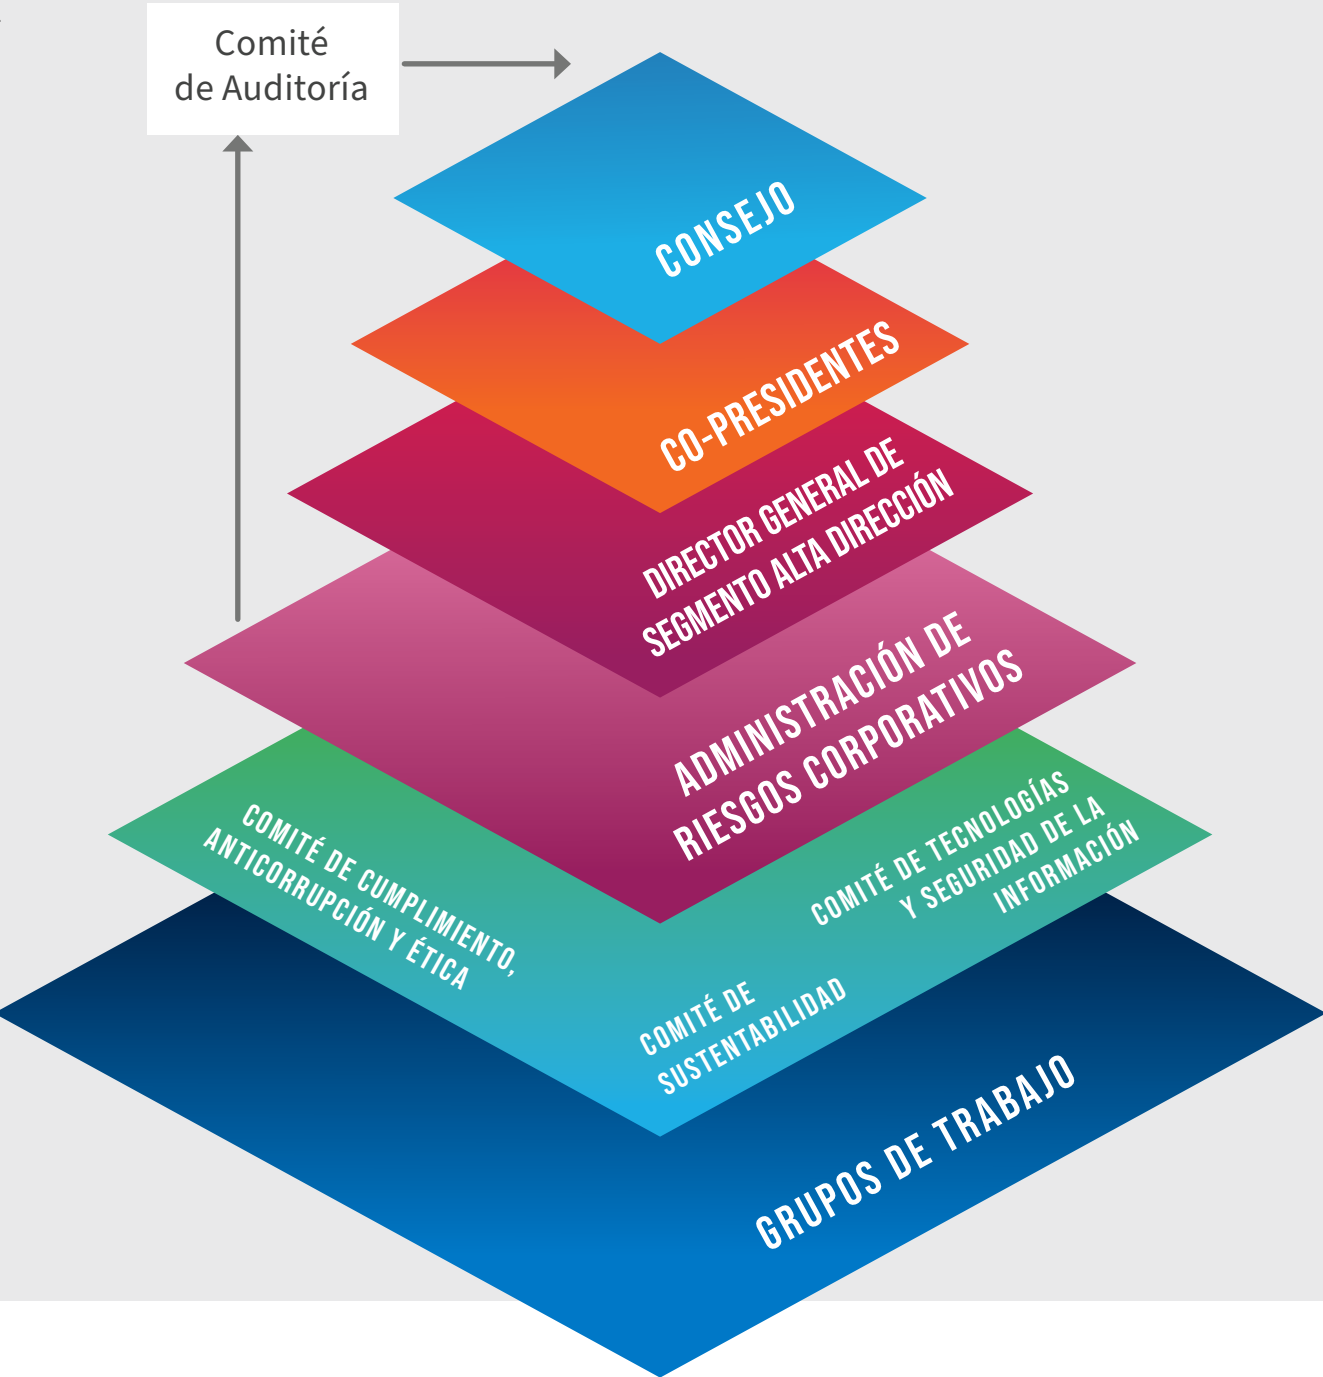 Comité
de Auditoría
CONSEJO
CO-PRESIDENTES
DIRECTOR GENERAL DE
SEGMENTO ALTA DIRECCIÓN
ADMINISTRACIÓN DE
RIESGOS CORPORATIVOS
COMITÉ DE CUMPLIMIENTO,
ANTICORRUPCIÓN Y ÉTICA
COMITÉ DE TECNOLOGÍAS
Y SEGURIDAD DE LA
INFORMACIÓN
COMITÉ DE
SUSTENTABILIDAD
GRUPOS DE TRABAJO